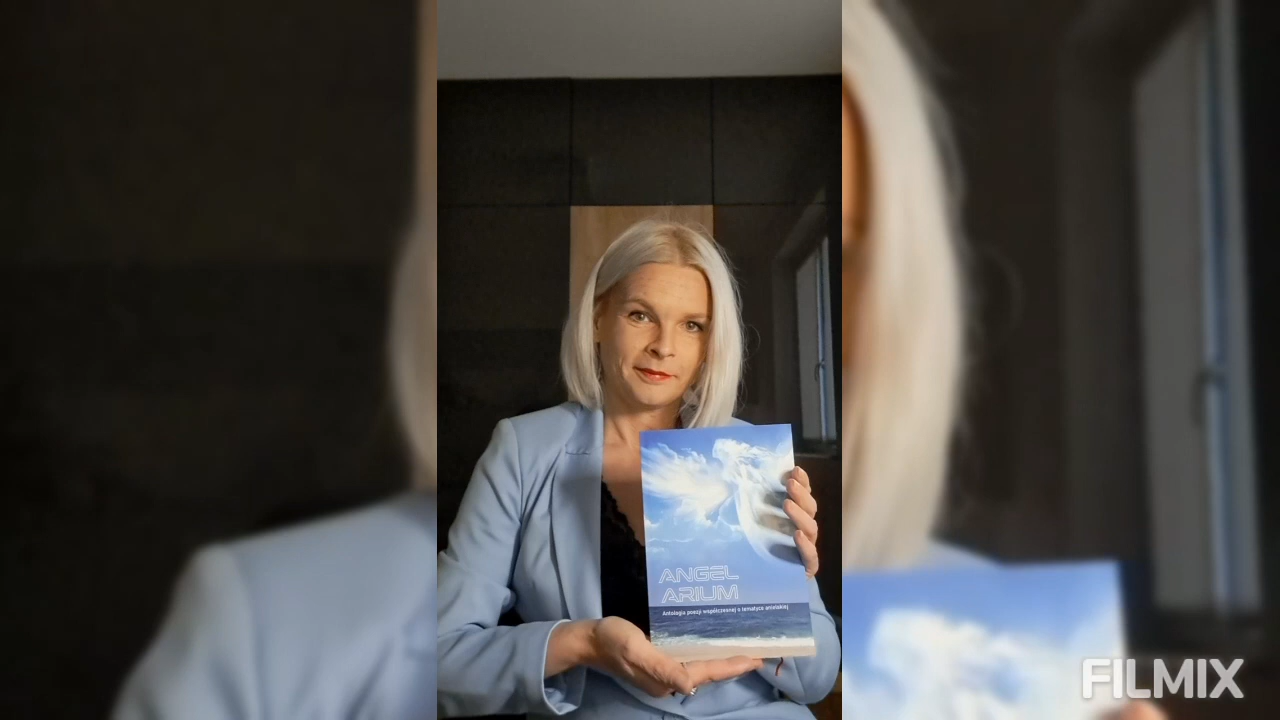 ANGEL
ARIUM
Antologia poezji współczesnej o tematyce anielskiej
FILMIX